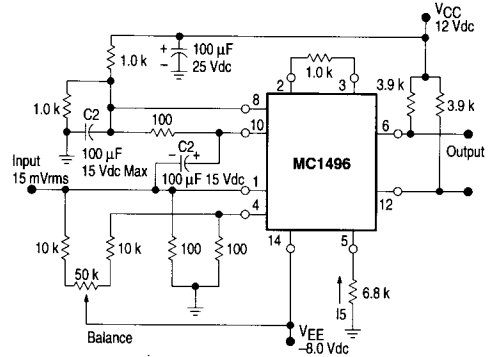 VCC
12 Vdc
1.0 k
+
−
100 µF
25 Vdc
2
1.0 k
3
3.9 k
3.9 k
1.0 k
8
C2
100
10
6
100 µF
15 Vdc Max
− C2 +
MC1496
Output
Input
15 mVrms
100 µF 15 Vdc
1
12
4
14
5
10 k
10 k
100
100
50 k
I5
6.8 k
Balance
VEE
−8.0 Vdc